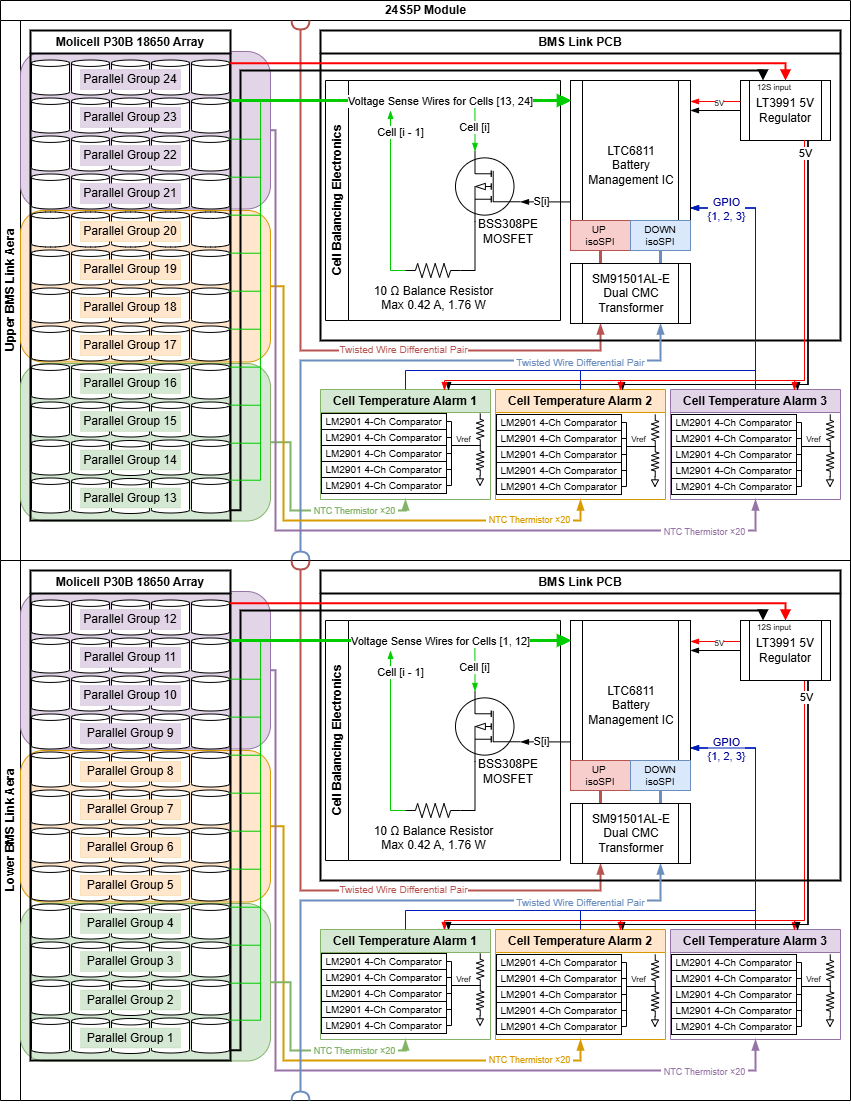 24S5P Module
Upper BMS Link Aera
Molicell P30B 18650 Array
Parallel Group 24
Parallel Group 23
Parallel Group 22
Parallel Group 21
Parallel Group 20
Parallel Group 19
Parallel Group 18
Parallel Group 17
Parallel Group 16
Parallel Group 15
Parallel Group 14
Parallel Group 13
BMS Link PCB
Cell Balancing Electronics
Voltage Sense Wires for Cells [13, 24]
Cell [i - 1]
Cell [i]
S[i]
BSS308PE
MOSFET
10 Ω Balance Resistor
Max 0.42 A, 1.76 W
LTC6811
Battery
Management IC
UP
isoSPI
DOWN
isoSPI
SM91501AL-E
Dual CMC
Transformer
12S input
LT3991 5V
Regulator
5V
5V
GPIO
{1, 2, 3}
Twisted Wire Differential Pair
Twisted Wire Differential Pair
Cell Temperature Alarm 1
LM2901 4-Ch Comparator
LM2901 4-Ch Comparator
LM2901 4-Ch Comparator
LM2901 4-Ch Comparator
LM2901 4-Ch Comparator
Vref
Cell Temperature Alarm 2
LM2901 4-Ch Comparator
LM2901 4-Ch Comparator
LM2901 4-Ch Comparator
LM2901 4-Ch Comparator
LM2901 4-Ch Comparator
Vref
Cell Temperature Alarm 3
LM2901 4-Ch Comparator
LM2901 4-Ch Comparator
LM2901 4-Ch Comparator
LM2901 4-Ch Comparator
LM2901 4-Ch Comparator
Vref
NTC Thermistor ×20
NTC Thermistor ×20
NTC Thermistor ×20
Lower BMS Link Aera
Molicell P30B 18650 Array
Parallel Group 12
Parallel Group 11
Parallel Group 10
Parallel Group 9
Parallel Group 8
Parallel Group 7
Parallel Group 6
Parallel Group 5
Parallel Group 4
Parallel Group 3
Parallel Group 2
Parallel Group 1
BMS Link PCB
Cell Balancing Electronics
Voltage Sense Wires for Cells [1, 12]
Cell [i - 1]
Cell [i]
S[i]
BSS308PE
MOSFET
10 Ω Balance Resistor
Max 0.42 A, 1.76 W
LTC6811
Battery
Management IC
UP
isoSPI
DOWN
isoSPI
SM91501AL-E
Dual CMC
Transformer
12S input
LT3991 5V
Regulator
5V
5V
GPIO
{1, 2, 3}
Twisted Wire Differential Pair
Twisted Wire Differential Pair
Cell Temperature Alarm 1
LM2901 4-Ch Comparator
LM2901 4-Ch Comparator
LM2901 4-Ch Comparator
LM2901 4-Ch Comparator
LM2901 4-Ch Comparator
Vref
Cell Temperature Alarm 2
LM2901 4-Ch Comparator
LM2901 4-Ch Comparator
LM2901 4-Ch Comparator
LM2901 4-Ch Comparator
LM2901 4-Ch Comparator
Vref
Cell Temperature Alarm 3
LM2901 4-Ch Comparator
LM2901 4-Ch Comparator
LM2901 4-Ch Comparator
LM2901 4-Ch Comparator
LM2901 4-Ch Comparator
Vref
NTC Thermistor ×20
NTC Thermistor ×20
NTC Thermistor ×20